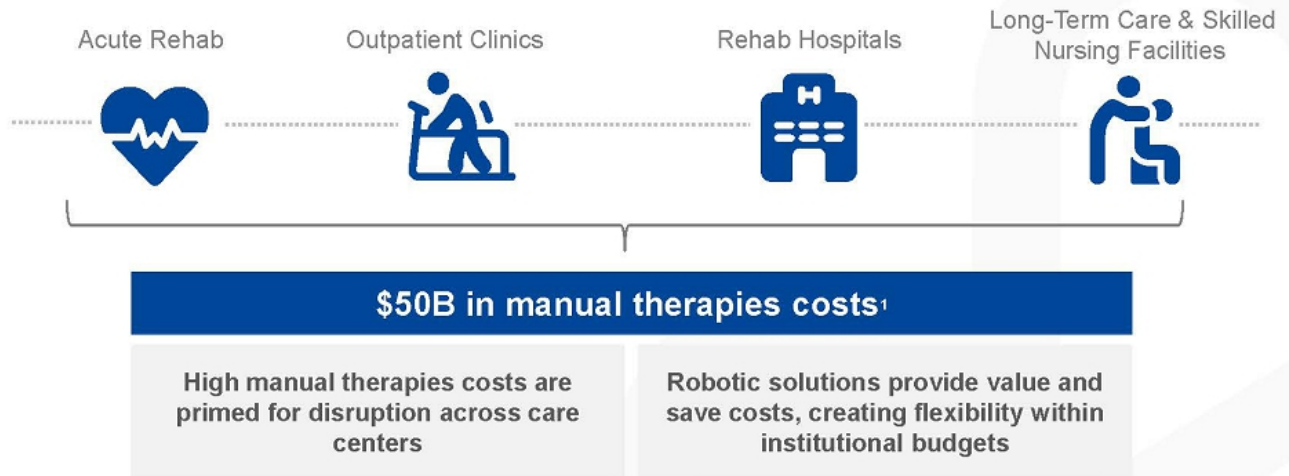 Acute Rehab
Outpatient Clinics
Rehab Hospitals
Long-Term Care & Skilled
Nursing Facilities
H
$50B in manual therapies costs¹
High manual therapies costs are
primed for disruption across care
centers
Robotic solutions provide value and
save costs, creating flexibility within
institutional budgets